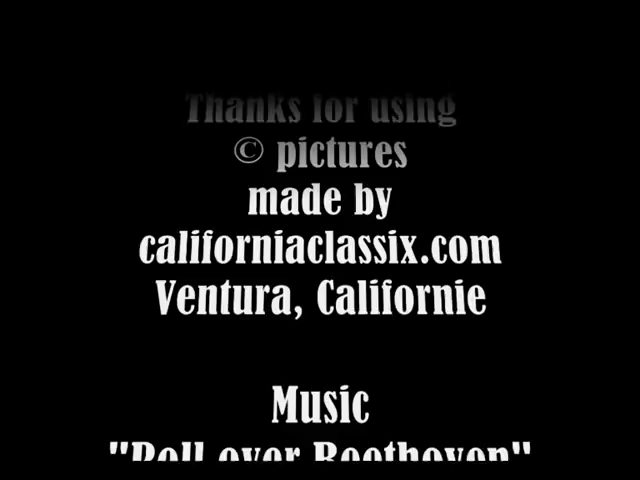 Thanks for using
© pictures
made by
californiaclassix.com
Ventura, Californie
Music
"Roll over Beethoven"